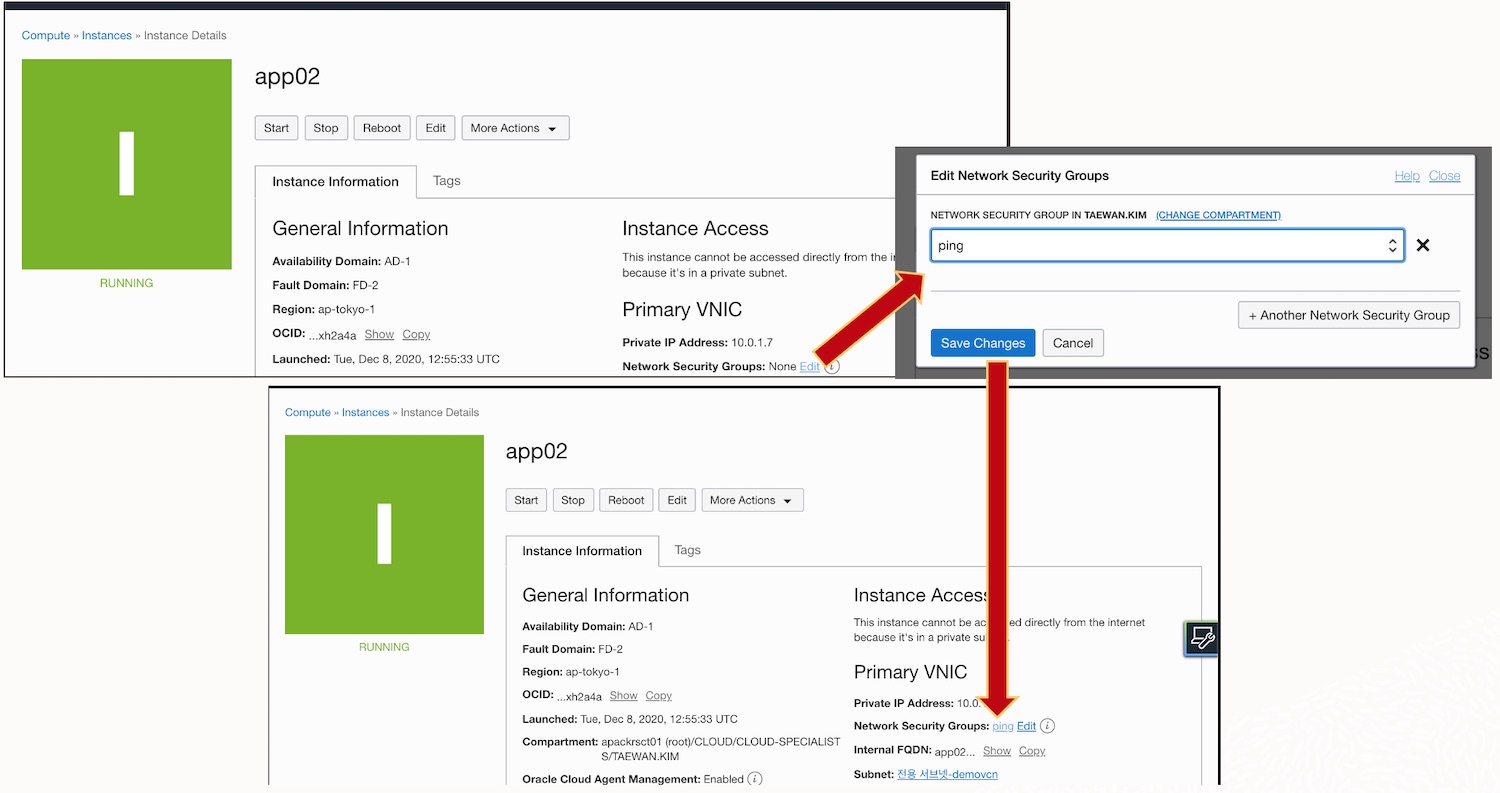 Compute » Instances » Instance Details
app02
Start Stop Reboot Edit More Actions
Instance Information Tags
RUNNING
General Information
Availability Domain: AD-1
Fault Domain: FD-2
Region: ap-tokyo-1
OCID: ...xh2a4a Show Copy
Launched: Tue, Dec 8, 2020, 12:55:33 UTC
Instance Access
This instance cannot be accessed directly from the
because it's in a private subnet.
Primary VNIC
Private IP Address: 10.0.1.7
Network Security Groups: None Edit
Edit Network Security Groups Help Close
NETWORK SECURITY GROUP IN TAEWAN.KIM (CHANGE COMPARTMENT)
ping
+ Another Network Security Group
Save Changes Cancel
Compute » Instances » Instance Details
app02
Start Stop Reboot Edit More Actions
Instance Information Tags
RUNNING
General Information
Availability Domain: AD-1
Fault Domain: FD-2
Region: ap-tokyo-1
OCID: ...xh2a4a Show Copy
Launched: Tue, Dec 8, 2020, 12:55:33 UTC
Compartment: apackrsct01 (root)/CLOUD/CLOUD-SPECIALIST
S/TAEWAN.KIM
Oracle Cloud Agent Management: Enabled
Instance Access
This instance cannot be directly from the internet
because it's in a private
Primary VNIC
Private IP Address: 10.0.
Network Security Groups: ping Edit
Internal FQDN: app02... Show Copy
Subnet: 전용 서브넷-demovcn